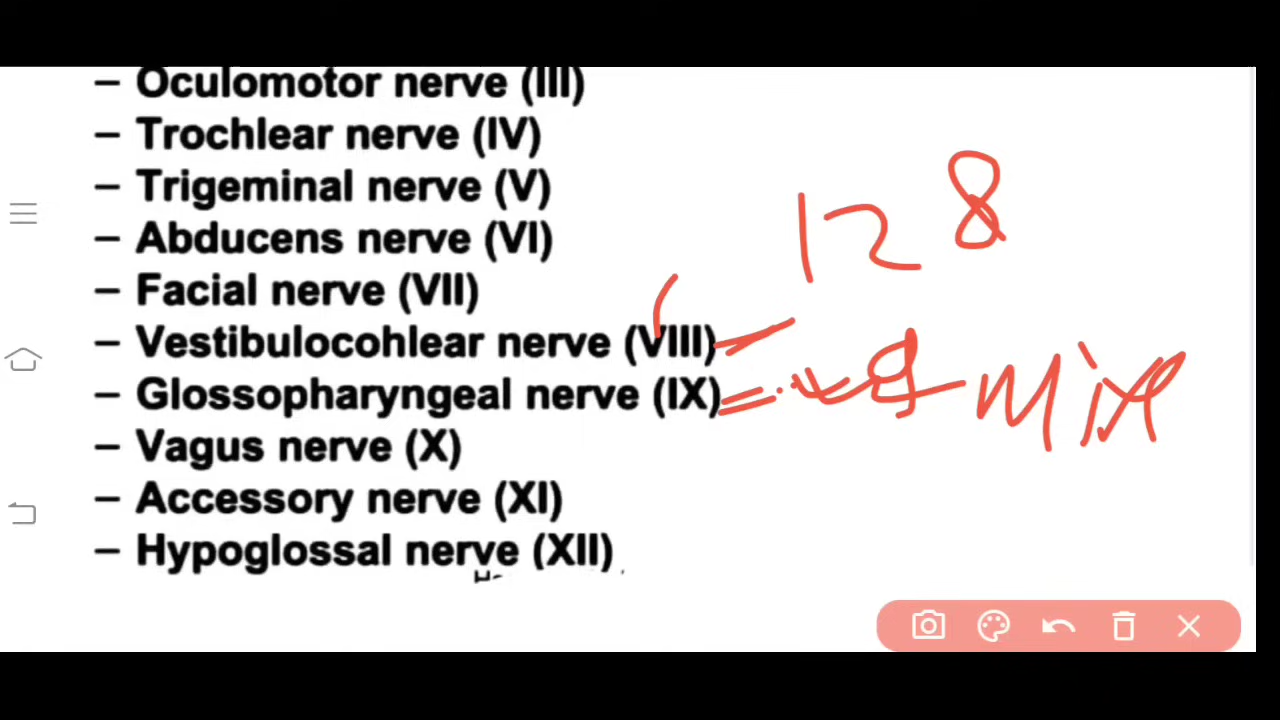 – Oculomotor nerve (III)
– Trochlear nerve (IV)
– Trigeminal nerve (V)
– Abducens nerve (VI)
– Facial nerve (VII)
– Vestibulocohlear nerve (VIII)
– Glossopharyngeal nerve (IX)
– Vagus nerve (X)
– Accessory nerve (XI)
– Hypoglossal nerve (XII)
12 8
Mix